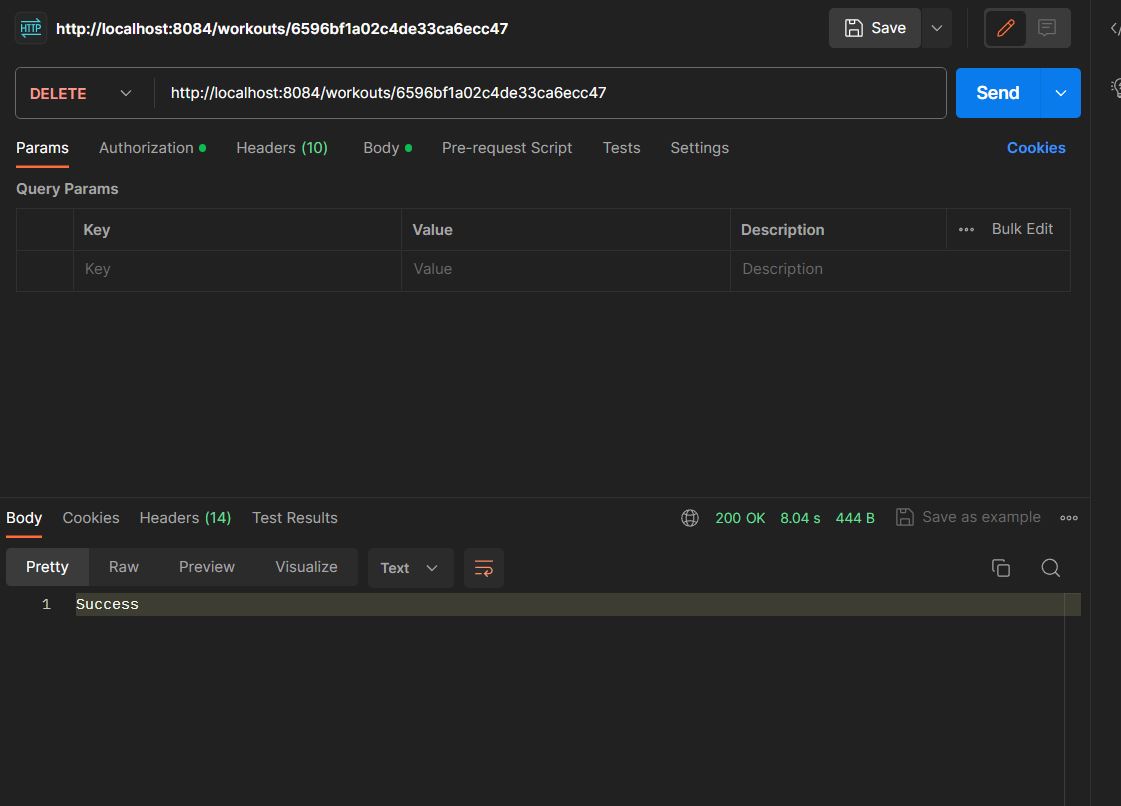 HTTP http://localhost:8084/workouts/6596bf1a02c4de33ca6ecc47 Save
DELETE http://localhost:8084/workouts/6596bf1a02c4de33ca6ecc47 Send
Params Authorization Headers (10) Body Pre-request Script Tests Settings Cookies
Query Params
Key Value Description Bulk Edit
Key Value Description
Body Cookies Headers (14) Test Results 200 OK 8.04 s 444 B Save as example
Pretty Raw Preview Visualize Text
1 Success